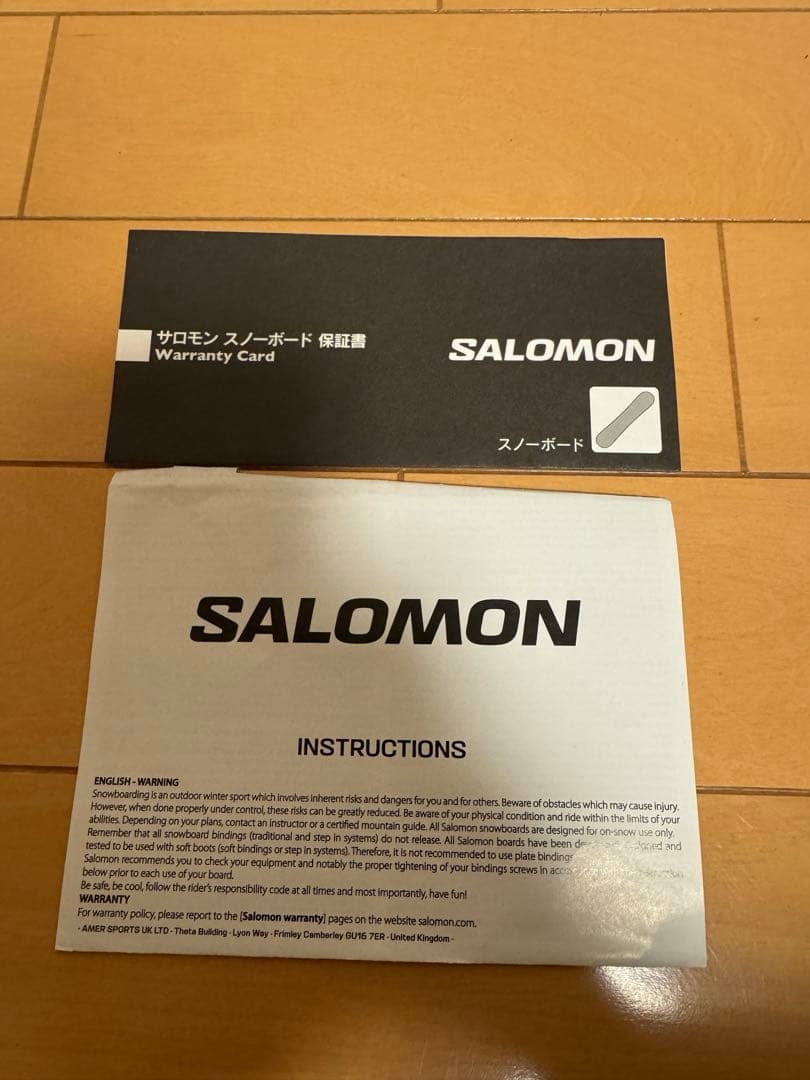 サロモン スノーボード 保証書
Warranty Card
SALOMON
スノーボード
SALOMON
INSTRUCTIONS
ENGLISH - WARNING
Snowboarding is an outdoor winter sport which involves inherent risks and dangers for you and for others. Beware of obstacles which may cause injury.
However, when done properly under control, these risks can be greatly reduced. Be aware of your physical condition and ride within the limits of your
abilities. Depending on your plans, contact an instructor or a certified mountain guide. All Salomon snowboards are designed for on-snow use only.
Remember that all snowboard bindings (traditional and step in systems) do not release. All Salomon boards have been and
tested to be used with soft boots (soft bindings or step in systems). Therefore, it is not recommended to use plate bindings
Salomon recommends you to check your equipment and notably the proper tightening of your bindings screws in
below prior to each use of your board.
Be safe, be cool, follow the rider's responsibility code at all times and most importantly, have fun!
WARRANTY
For warranty policy, please report to the [Salomon warranty] pages on the website salomon.com.
- AMER SPORTS UK LTD - Theta Building - Lyon Way - Frimley Camberley GU16 7ER - United Kingdom -